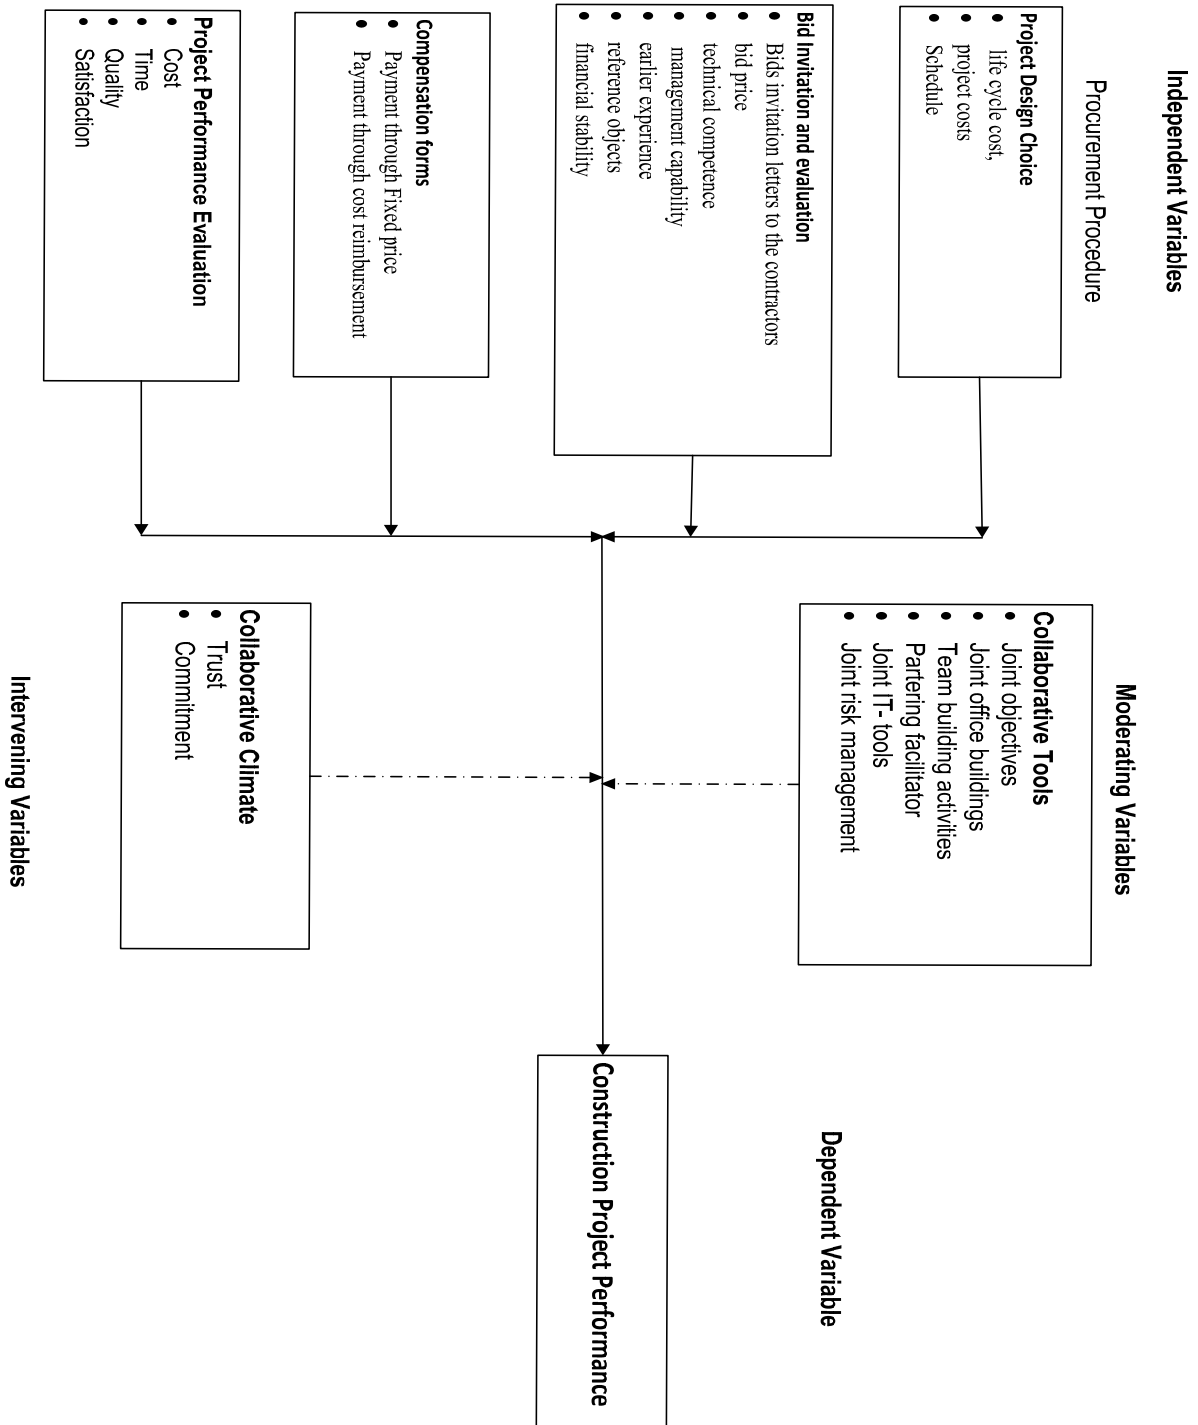 Independent Variables
Procurement Procedure
Project Design Choice
life cycle cost,
project costs
Schedule
Bid Invitation and evaluation
Bids invitation letters to the contractors
bid price
technical competence
management capability
earlier experience
reference objects
financial stability
Compensation forms
Payment through Fixed price
Payment through cost reimbursement
Project Performance Evaluation
Cost
Time
Quality
Satisfaction
Moderating Variables
Collaborative Tools
Joint objectives
Joint office buildings
Team building activities
Partering facilitator
Joint IT- tools
Joint risk management
Collaborative Climate
Trust
Commitment
Intervening Variables
Dependent Variable
Construction Project Performance